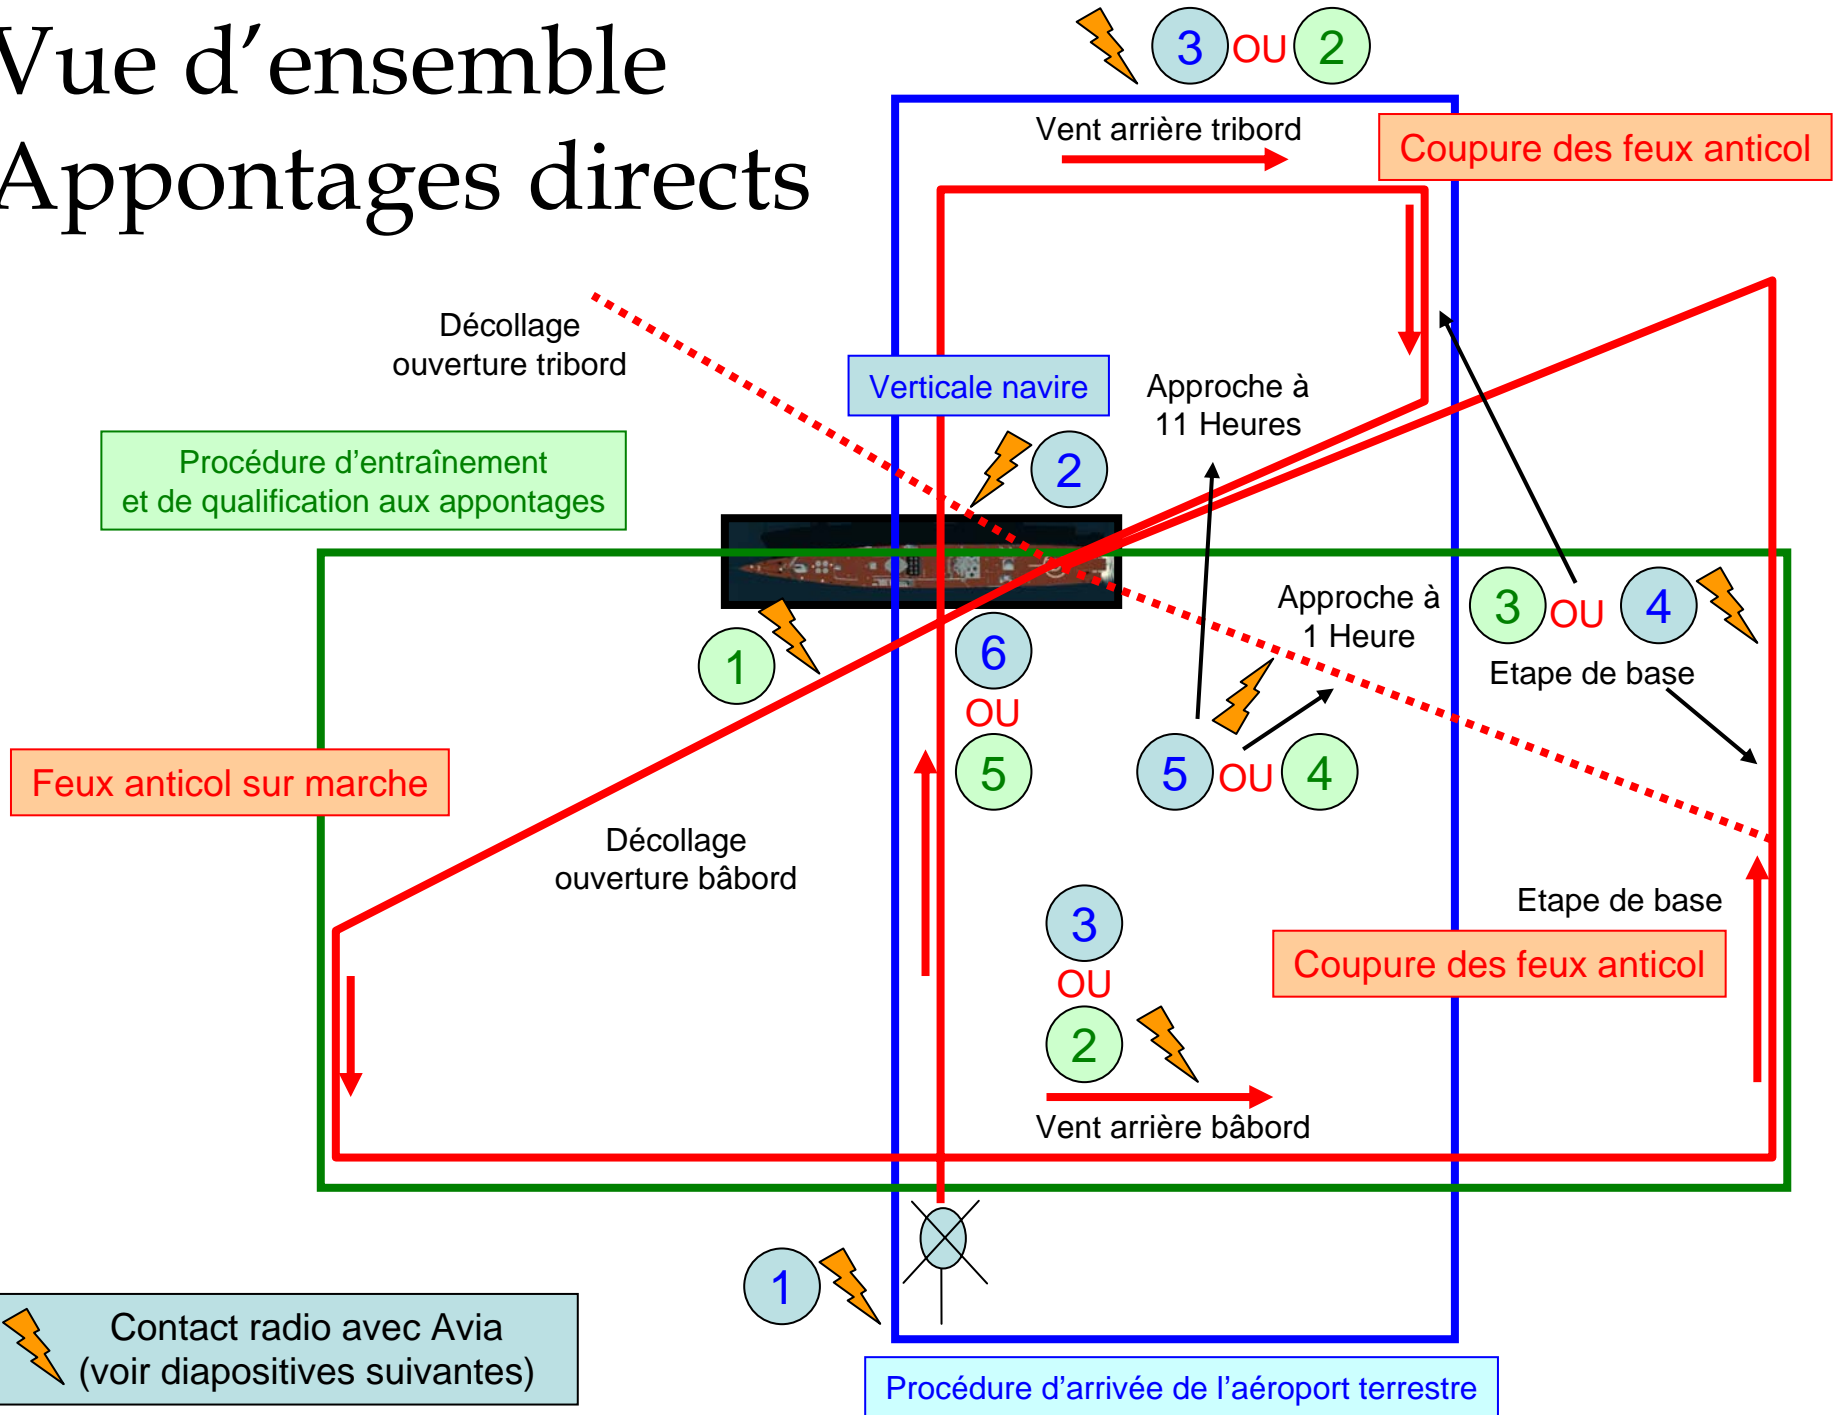 Vue d’ensemble
Appontages directs
3 OU 2
Vent arrière tribord
Coupure des feux anticol
Décollage
ouverture tribord
Verticale navire
Approche à
11 Heures
2
Procédure d’entraînement
et de qualification aux appontages
1
6
OU
5
Approche à
1 Heure
3 OU 4
Etape de base
5 OU 4
Feux anticol sur marche
Décollage
ouverture bâbord
3
OU
2
Vent arrière bâbord
Etape de base
Coupure des feux anticol
1
Contact radio avec Avia
(voir diapositives suivantes)
Procédure d’arrivée de l’aéroport terrestre